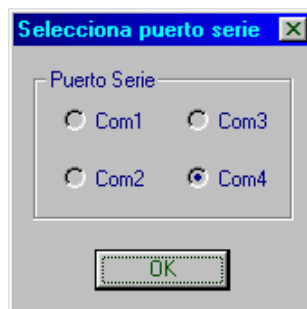 Selecciona puerto serie
Puerto Serie
Com1 Com3
Com2 Com4
OK